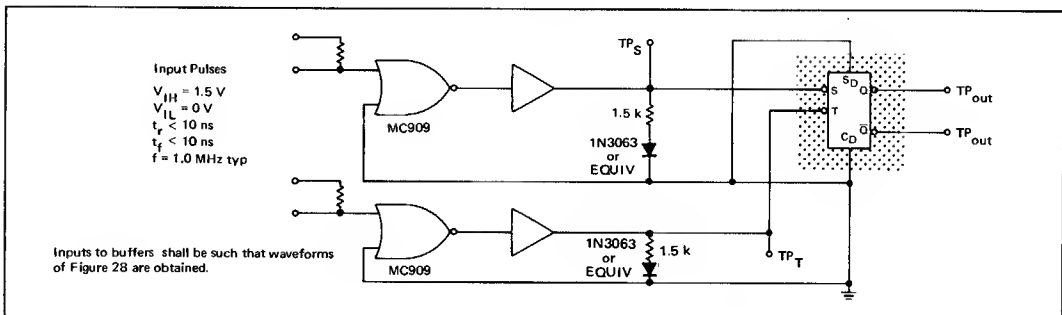 Input Pulses
V_IH = 1.5 V
V_IL = 0 V
t_r < 10 ns
t_f < 10 ns
f = 1.0 MHz typ
Inputs to buffers shall be such that waveforms
of Figure 28 are obtained.
MC909
MC909
TP_S
1.5 k
1N3063
or
EQUIV
1N3063
or
EQUIV
1.5 k
TP_T
S_D
S
Q
T
Q̅
C_D
TP_out
TP_out